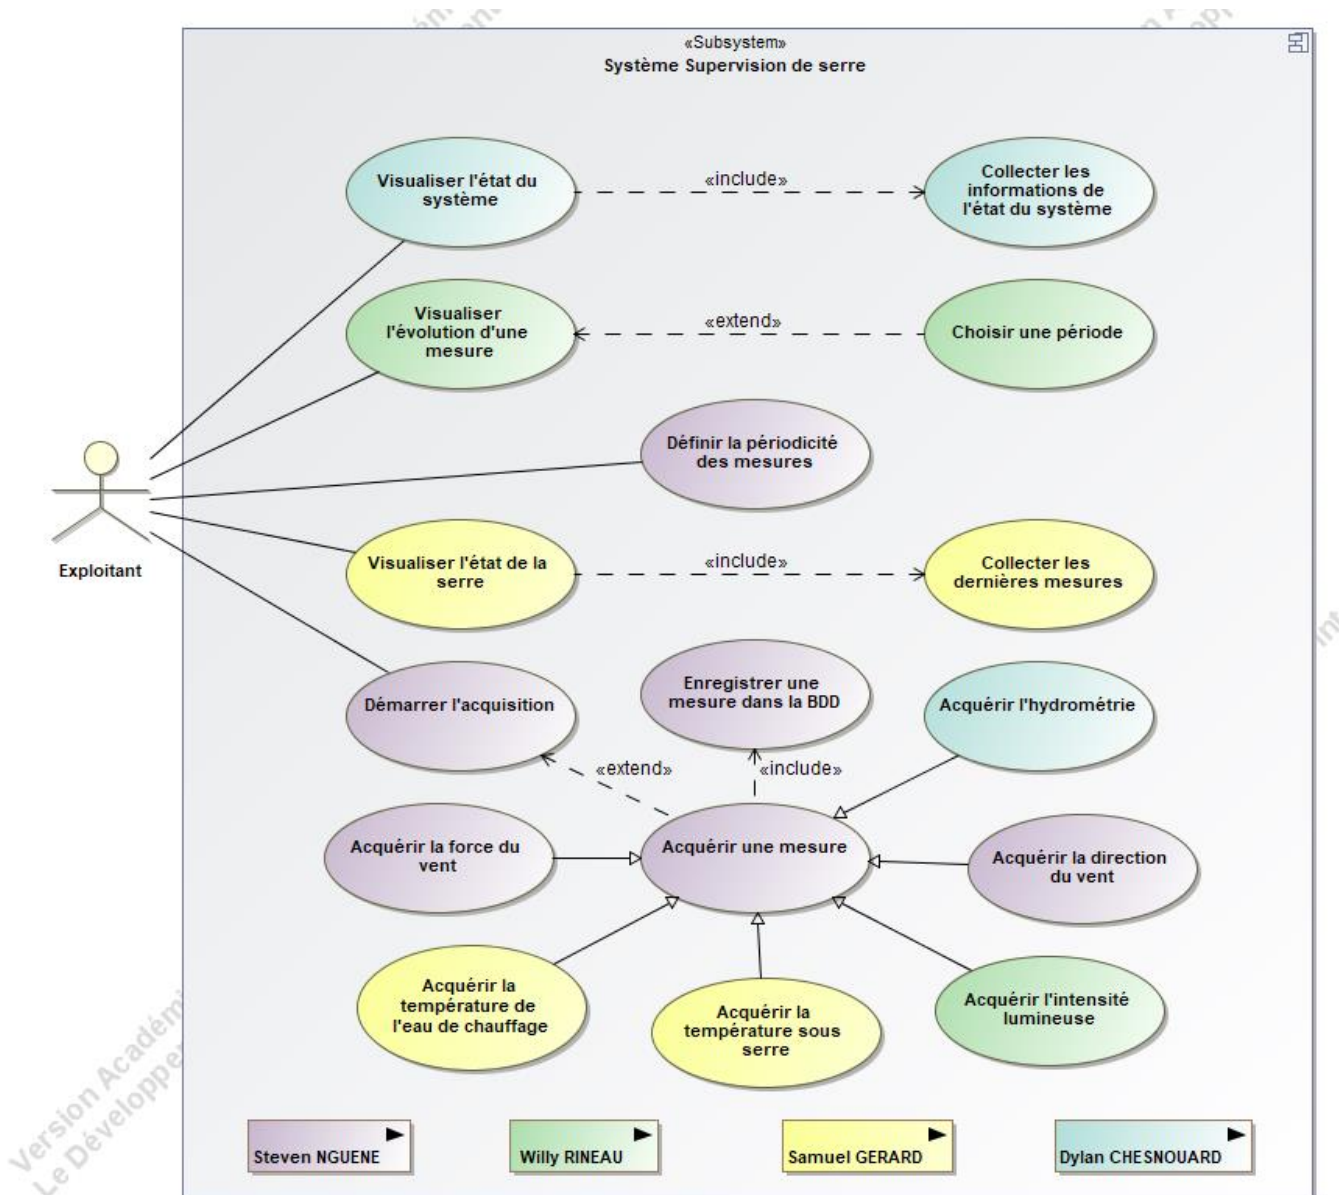 «Subsystem»
Système Supervision de serre
Visualiser l'état du
système
«include»
Collecter les
informations de
l'état du système
Visualiser
l'évolution d'une
mesure
«extend»
Choisir une période
Définir la périodicité
des mesures
Exploitant
Visualiser l'état de la
serre
«include»
Collecter les
dernières mesures
Démarrer l'acquisition
Enregistrer une
mesure dans la BDD
Acquérir l'hydrométrie
«extend»
«include»
Acquérir la force du
vent
Acquérir une mesure
Acquérir la direction
du vent
Acquérir la
température de
l'eau de chauffage
Acquérir la
température sous
serre
Acquérir l'intensité
lumineuse
Steven NGUENE
Willy RINEAU
Samuel GERARD
Dylan CHESNOUARD
Version Académi
Le Développe